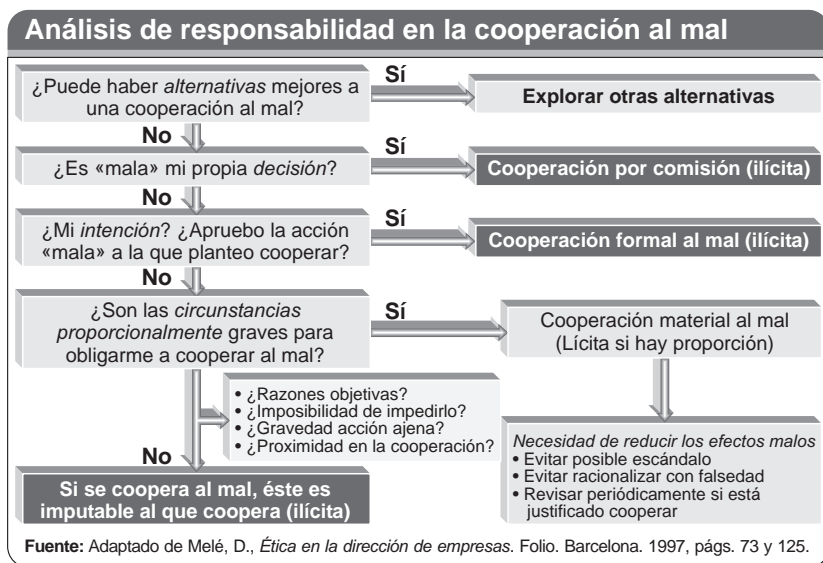 Análisis de responsabilidad en la cooperación al mal
¿Puede haber alternativas mejores a
una cooperación al mal?
Sí
Explorar otras alternativas
No
¿Es «mala» mi propia decisión?
Sí
Cooperación por comisión (ilícita)
No
¿Mi intención? ¿Apruebo la acción
«mala» a la que planteo cooperar?
Sí
Cooperación formal al mal (ilícita)
No
¿Son las circunstancias
proporcionalmente graves para
obligarme a cooperar al mal?
Sí
Cooperación material al mal
(Lícita si hay proporción)
• ¿Razones objetivas?
• ¿Imposibilidad de impedirlo?
• ¿Gravedad acción ajena?
• ¿Proximidad en la cooperación?
No
Si se coopera al mal, éste es
imputable al que coopera (ilícita)
Necesidad de reducir los efectos malos
• Evitar posible escándalo
• Evitar racionalizar con falsedad
• Revisar periódicamente si está
justificado cooperar
Fuente: Adaptado de Melé, D., Ética en la dirección de empresas. Folio. Barcelona. 1997, págs. 73 y 125.